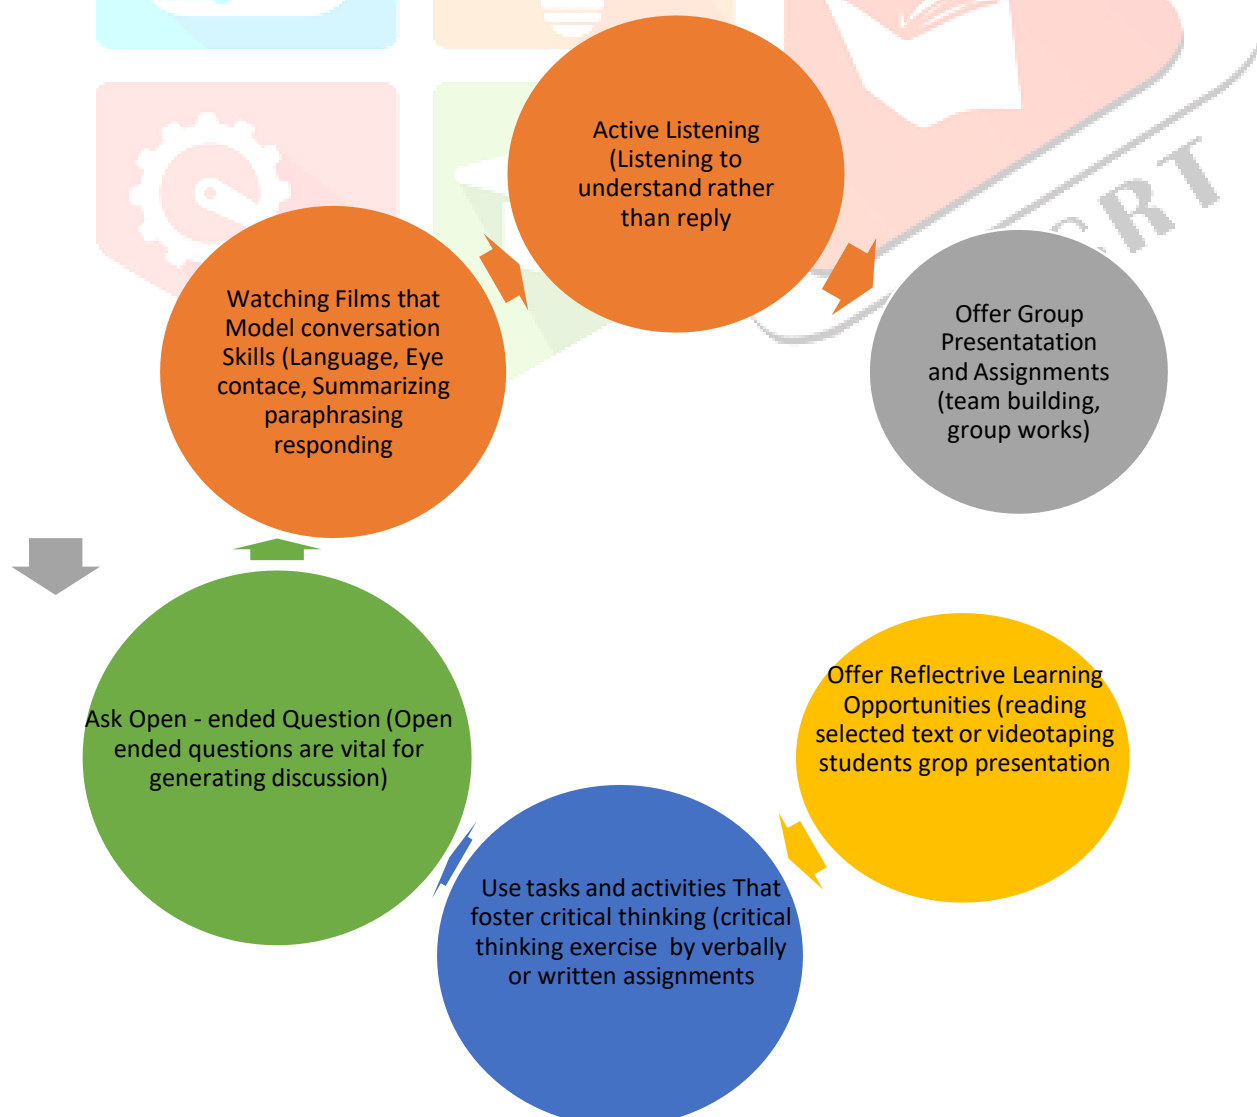 Active Listening
(Listening to
understand rather
than reply
Watching Films that
Model conversation
Skills (Language, Eye
contace, Summarizing
paraphrasing
responding
Offer Group
Presentatation
and Assignments
(team building,
group works)
Offer Reflectrive Learning
Opportunities (reading
selected text or videotaping
students grop presentation
Ask Open - ended Question (Open
ended questions are vital for
generating discussion)
Use tasks and activities That
foster critical thinking (critical
thinking exercise by verbally
or written assignments